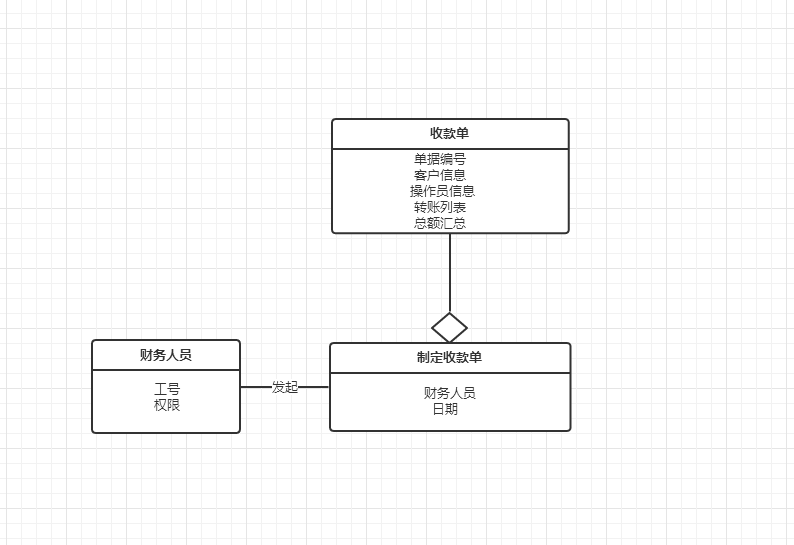 收款单
单据编号
客户信息
操作员信息
转账列表
总额汇总
财务人员
工号
权限
发起
制定收款单
财务人员
日期